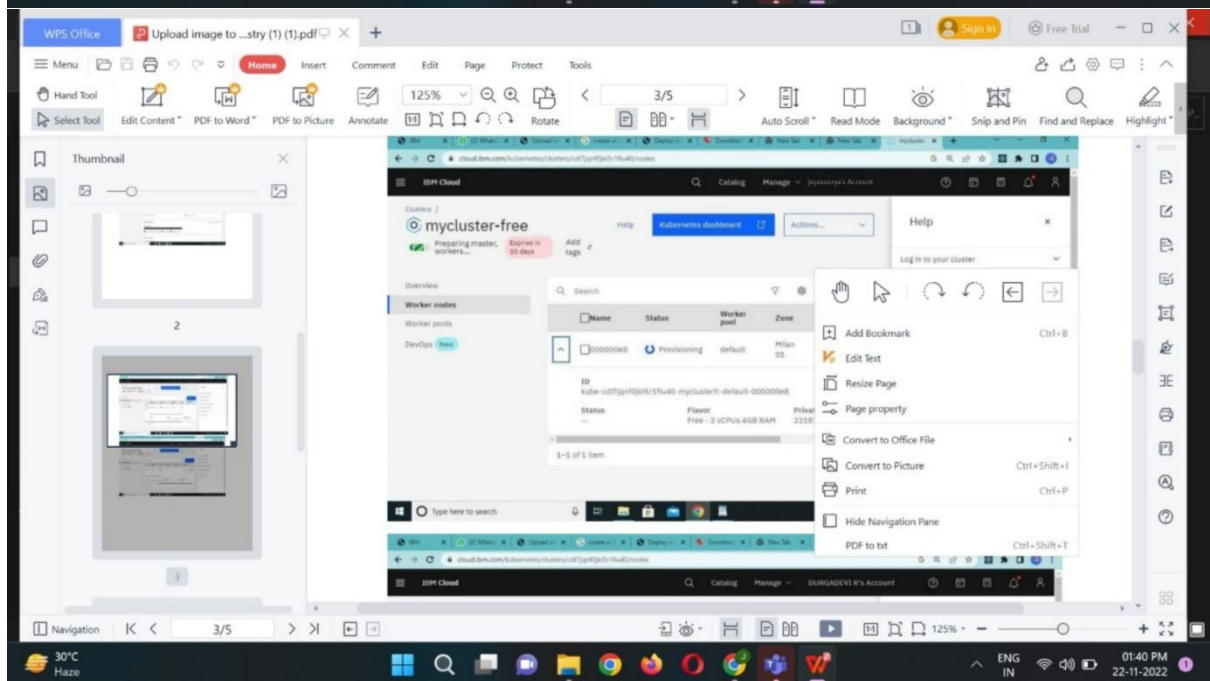 WPS Office
Upload image to ...stry (1) (1).pdf
Sign in
Free Trial
Menu
Home
Insert
Comment
Edit
Page
Protect
Tools
Hand Tool
Select Tool
Edit Content
PDF to Word
PDF to Picture
Annotate
125%
Rotate
3/5
Auto Scroll
Read Mode
Background
Snip and Pin
Find and Replace
Highlight
Thumbnail
2
3
IBM Cloud
Catalog
Manage
Account
Clusters /
mycluster-free
Preparing master, workers...
Expires in
30 days
Add
tags
Help
Kubernetes dashboard
Actions...
Help
Log in to your cluster
Overview
Worker nodes
Worker pools
DevOps
Search
Name
Status
Worker
pool
Zone
Provisioning
default
Milan
01
ID
Status
Flavor
Free - 2 vCPUs 4GB RAM
1-1 of 1 item
Type here to search
Add Bookmark Ctrl+B
Edit Text
Resize Page
Page property
Convert to Office File
Convert to Picture Ctrl+Shift+I
Print Ctrl+P
Hide Navigation Pane
PDF to txt Ctrl+Shift+T
IBM Cloud
Catalog
Manage
DURGADEVI R's Account
Navigation
3/5
125%
30°C
Haze
ENG
IN
01:40 PM
22-11-2022
1